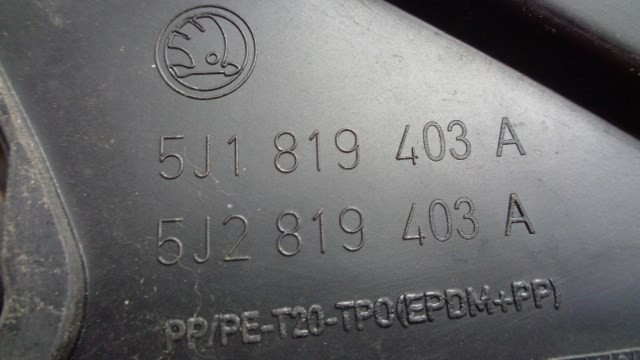 5J1 819 403 A
5J2 819 403 A
PP/PE-T20-TPO(EPDM+PP)